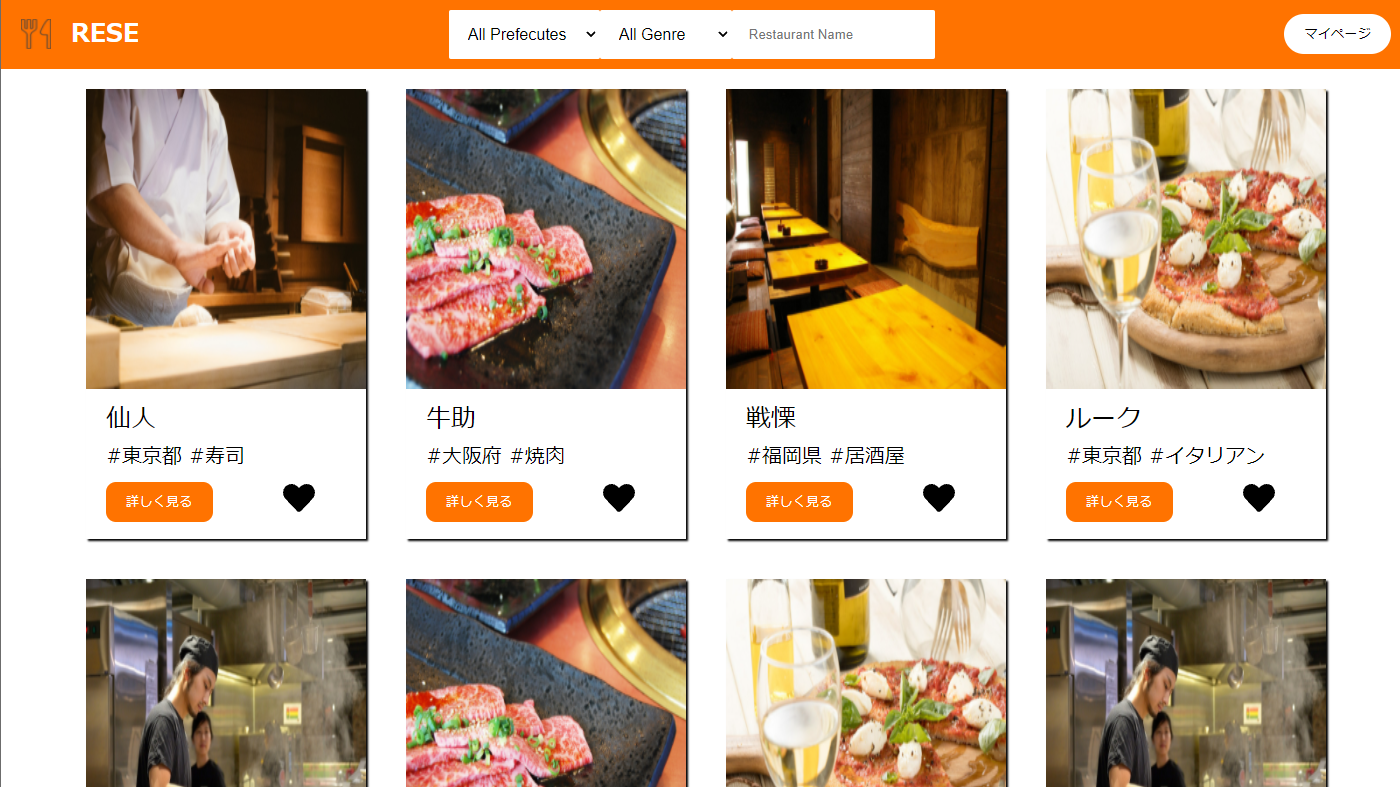 RESE
All Prefecutes
All Genre
Restaurant Name
マイページ
仙人
#東京都 #寿司
詳しく見る
牛助
#大阪府 #焼肉
詳しく見る
戦慄
#福岡県 #居酒屋
詳しく見る
ルーク
#東京都 #イタリアン
詳しく見る